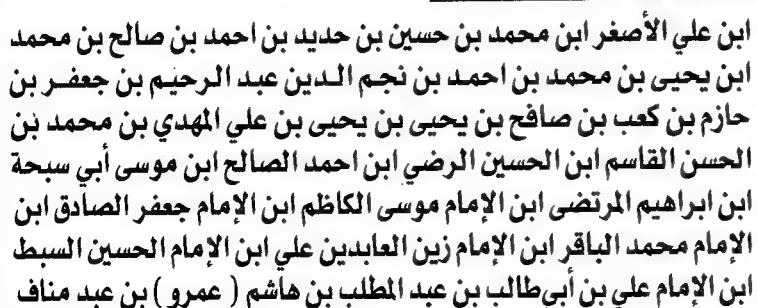 ابن علي الأصغر ابن محمد بن حسين بن حديد بن احمد بن صالح بن محمد
ابن يحيى بن محمد بن احمد بن نجم الدين عبد الرحيم بن جعفر بن
حازم بن كعب بن صافح بن يحيى بن يحيى بن علي المهدي بن محمد بن
الحسن القاسم ابن الحسين الرضي ابن احمد الصالح ابن موسى أبي سبحة
ابن ابراهيم المرتضى ابن الإمام موسى الكاظم ابن الإمام جعفر الصادق ابن
الإمام محمد الباقر ابن الإمام زين العابدين علي ابن الإمام الحسين السبط
ابن الإمام علي بن أبي طالب بن عبد المطلب بن هاشم ( عمرو ) بن عبد مناف